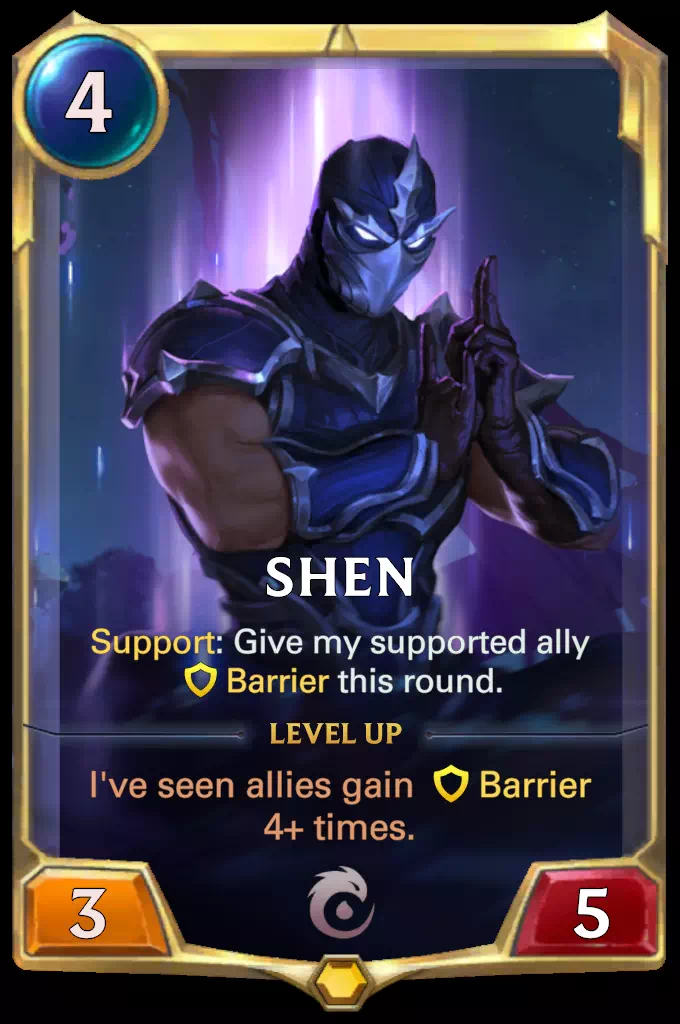 4
SHEN
Support: Give my supported ally
Barrier this round.
LEVEL UP
I've seen allies gain Barrier
4+ times.
3 5